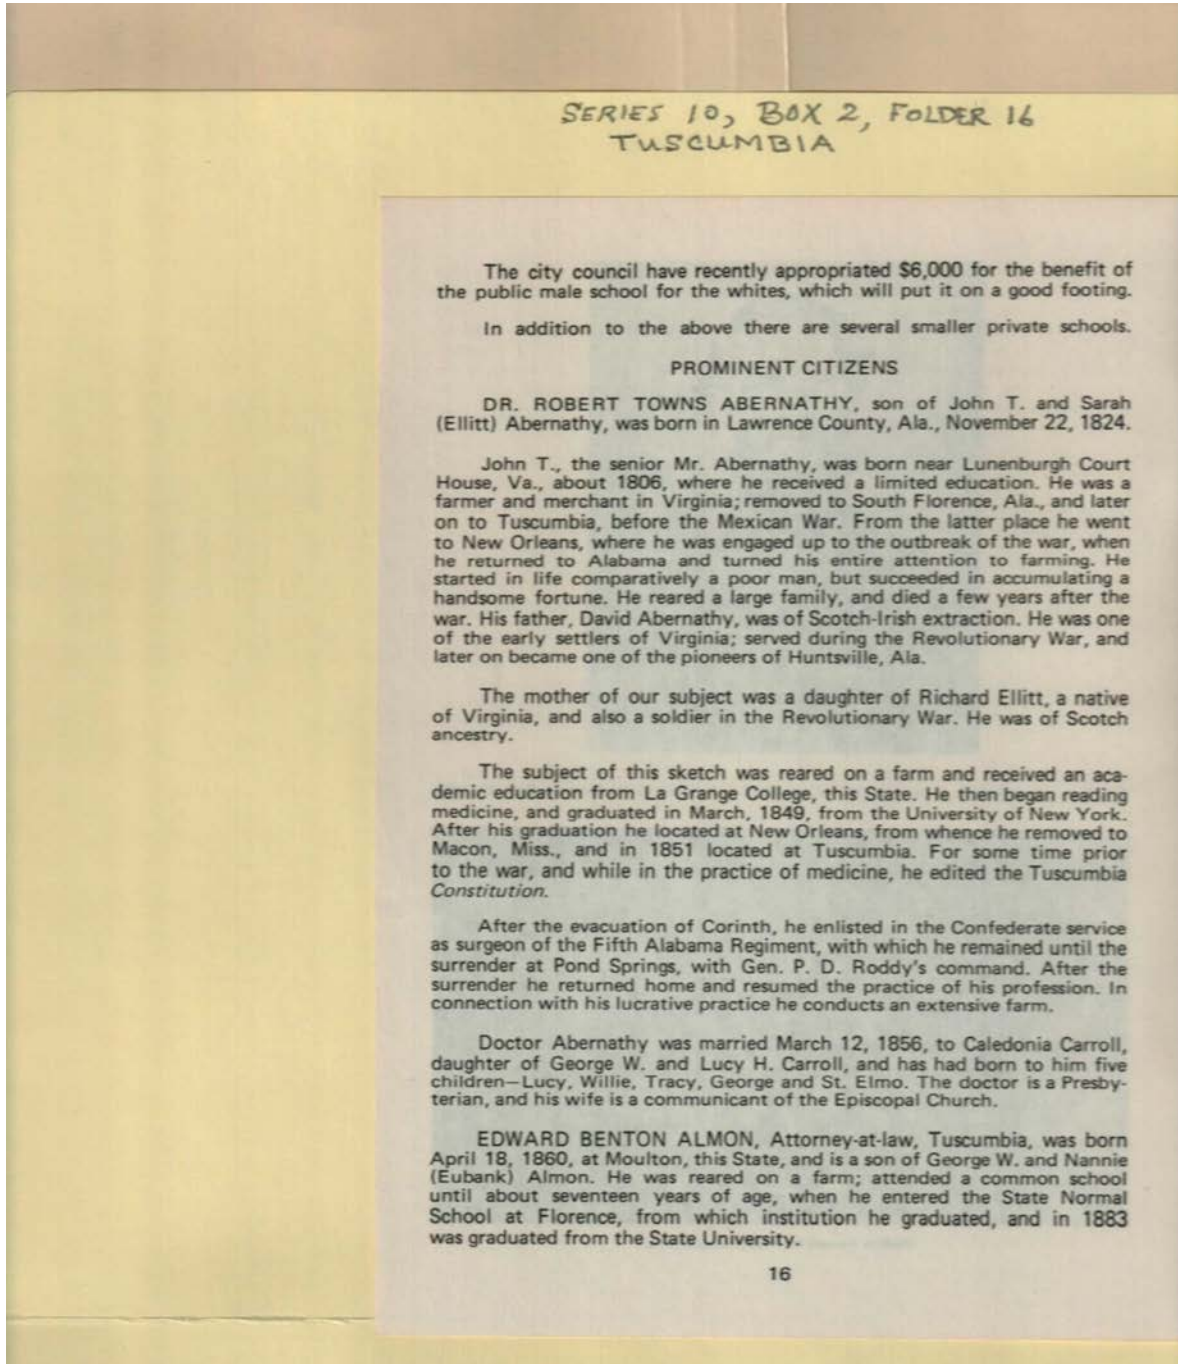 SERIES 10, BOX 2, FOLDER 16
TUSCUMBIA
The city council have recently appropriated $6,000 for the benefit of
the public male school for the whites, which will put it on a good footing.
In addition to the above there are several smaller private schools.
PROMINENT CITIZENS
DR. ROBERT TOWNS ABERNATHY, son of John T. and Sarah
(Ellitt) Abernathy, was born in Lawrence County, Ala., November 22, 1824.
John T., the senior Mr. Abernathy, was born near Lunenburgh Court
House, Va., about 1806, where he received a limited education. He was a
farmer and merchant in Virginia; removed to South Florence, Ala., and later
on to Tuscumbia, before the Mexican War. From the latter place he went
to New Orleans, where he was engaged up to the outbreak of the war, when
he returned to Alabama and turned his entire attention to farming. He
started in life comparatively a poor man, but succeeded in accumulating a
handsome fortune. He reared a large family, and died a few years after the
war. His father, David Abernathy, was of Scotch-Irish extraction. He was one
of the early settlers of Virginia; served during the Revolutionary War, and
later on became one of the pioneers of Huntsville, Ala.
The mother of our subject was a daughter of Richard Ellitt, a native
of Virginia, and also a soldier in the Revolutionary War. He was of Scotch
ancestry.
The subject of this sketch was reared on a farm and received an aca-
demic education from La Grange College, this State. He then began reading
medicine, and graduated in March, 1849, from the University of New York.
After his graduation he located at New Orleans, from whence he removed to
Macon, Miss., and in 1851 located at Tuscumbia. For some time prior
to the war, and while in the practice of medicine, he edited the Tuscumbia
Constitution.
After the evacuation of Corinth, he enlisted in the Confederate service
as surgeon of the Fifth Alabama Regiment, with which he remained until the
surrender at Pond Springs, with Gen. P. D. Roddy's command. After the
surrender he returned home and resumed the practice of his profession. In
connection with his lucrative practice he conducts an extensive farm.
Doctor Abernathy was married March 12, 1856, to Caledonia Carroll,
daughter of George W. and Lucy H. Carroll, and has had born to him five
children—Lucy, Willie, Tracy, George and St. Elmo. The doctor is a Presby-
terian, and his wife is a communicant of the Episcopal Church.
EDWARD BENTON ALMON, Attorney-at-law, Tuscumbia, was born
April 18, 1860, at Moulton, this State, and is a son of George W. and Nannie
(Eubank) Almon. He was reared on a farm; attended a common school
until about seventeen years of age, when he entered the State Normal
School at Florence, from which institution he graduated, and in 1883
was graduated from the State University.
16